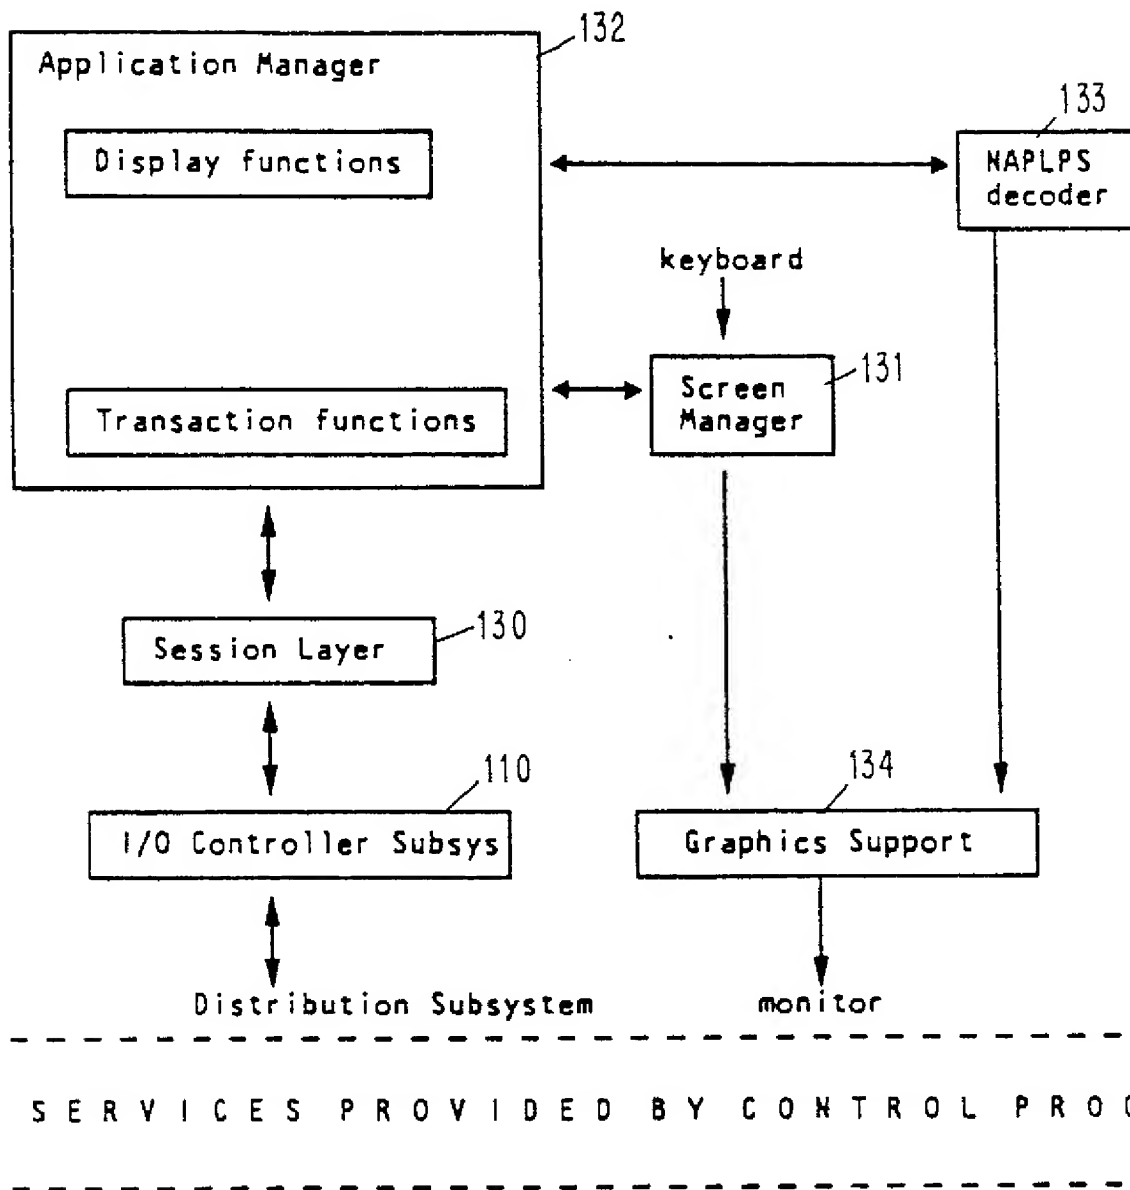 132
Application Manager
133
Display functions
NAPLPS
decoder
keyboard
131
Screen
Manager
Transaction functions
130
Session Layer
110
134
I/O Controller Subsys
Graphics Support
Distribution Subsystem
monitor
SERVICES PROVIDED BY CONTROL